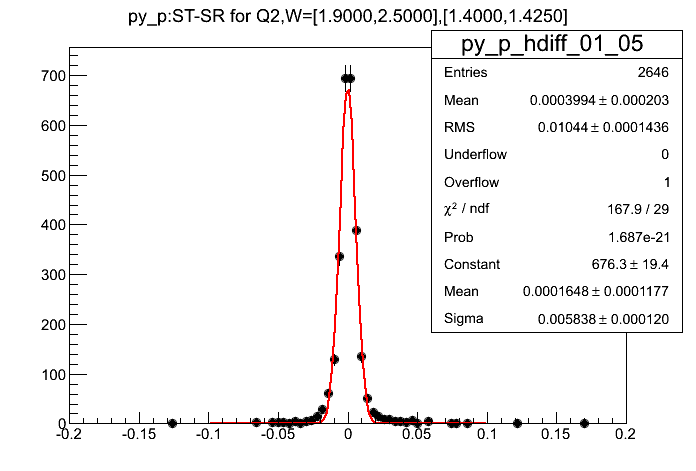 py_p:ST-SR for Q2,W=[1.9000,2.5000],[1.4000,1.4250]
py_p_hdiff_01_05
Entries 2646
Mean 0.0003994 ± 0.000203
RMS 0.01044 ± 0.0001436
Underflow 0
Overflow 1
χ² / ndf 167.9 / 29
Prob 1.687e-21
Constant 676.3 ± 19.4
Mean 0.0001648 ± 0.0001177
Sigma 0.005838 ± 0.000120
700
600
500
400
300
200
100
0
-0.2 -0.15 -0.1 -0.05 0 0.05 0.1 0.15 0.2